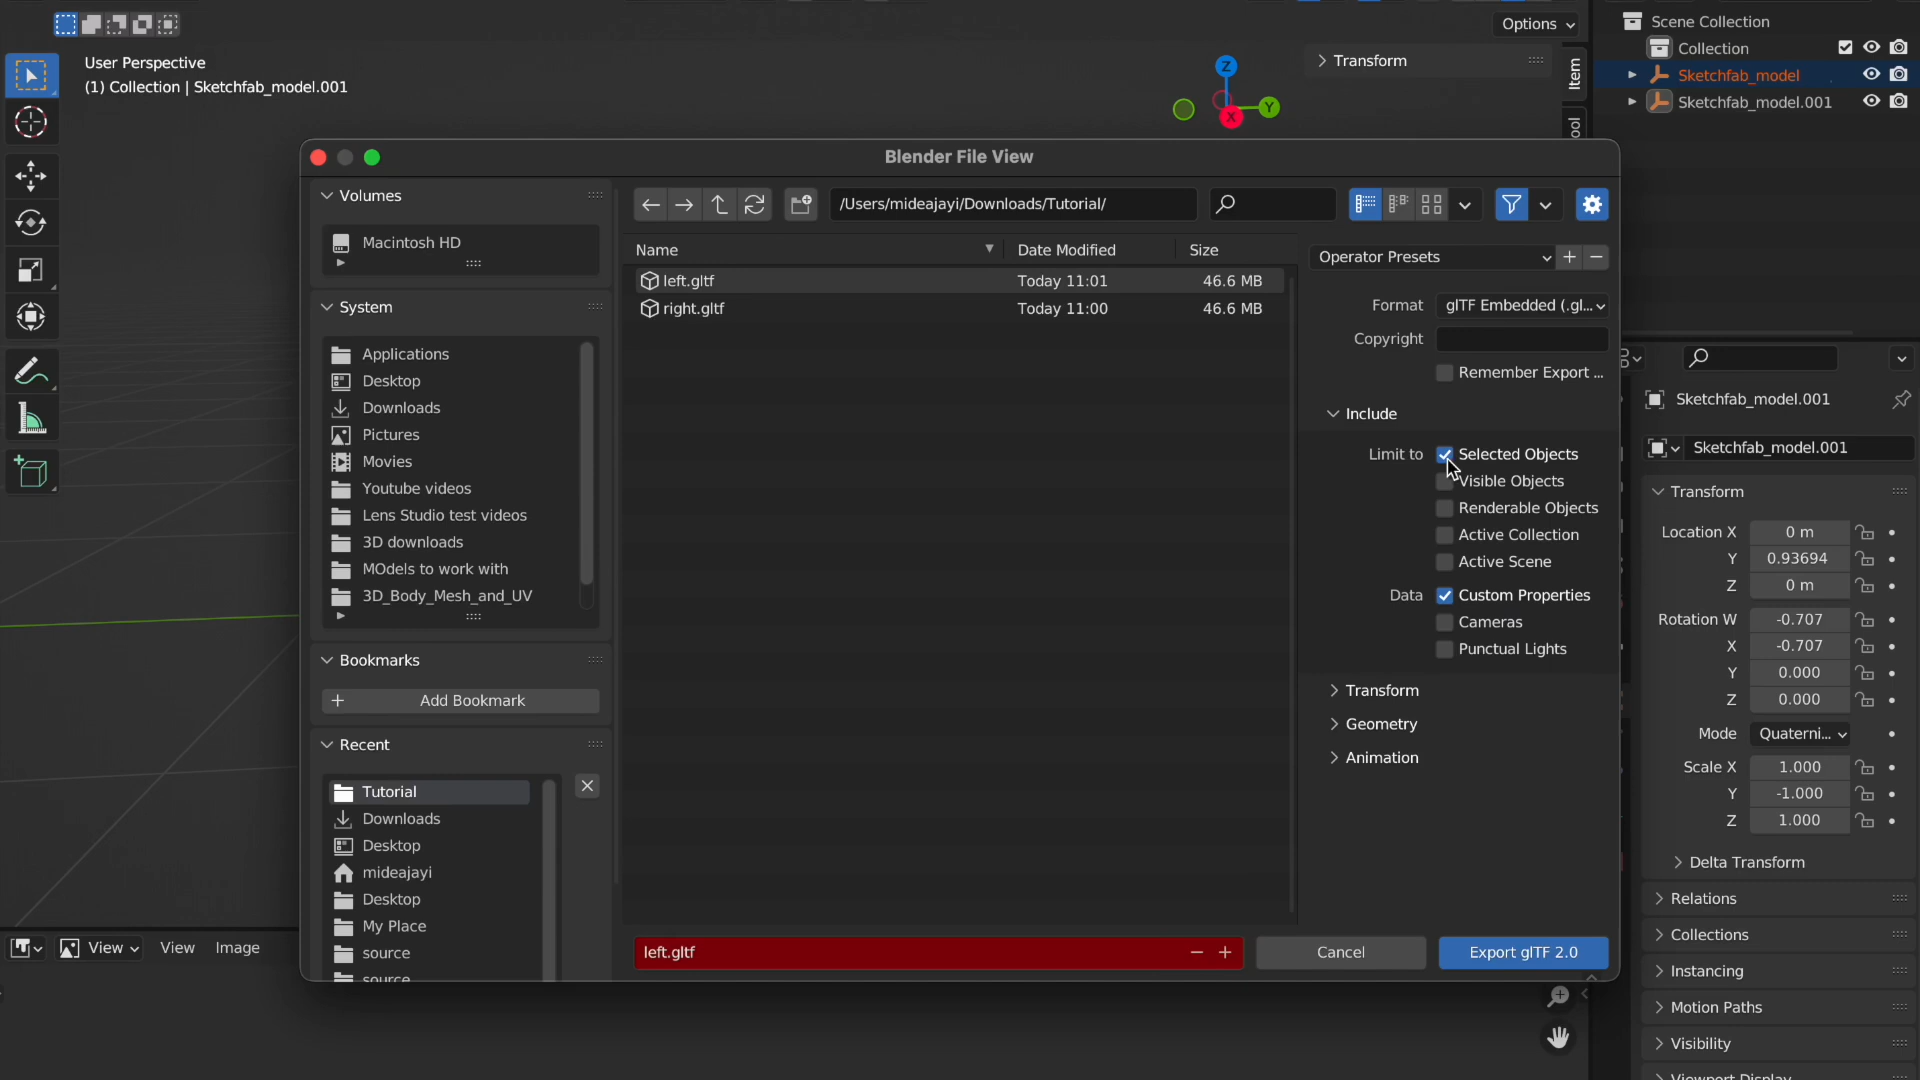 Options
User Perspective
(1) Collection | Sketchfab_model.001
Z
Y
X
Transform
Item
Scene Collection
Collection
Sketchfab_model
Sketchfab_model.001
Blender File View
Volumes
Macintosh HD
System
Applications
Desktop
Downloads
Pictures
Movies
Youtube videos
Lens Studio test videos
3D downloads
MOdels to work with
3D_Body_Mesh_and_UV
Bookmarks
+ Add Bookmark
Recent
Tutorial
Downloads
Desktop
mideajayi
Desktop
My Place
source
/Users/mideajayi/Downloads/Tutorial/
Name Date Modified Size
left.gltf Today 11:01 46.6 MB
right.gltf Today 11:00 46.6 MB
left.gltf
Operator Presets
Format glTF Embedded (.gl...
Copyright
Remember Export ...
Include
Limit to Selected Objects
Visible Objects
Renderable Objects
Active Collection
Active Scene
Data Custom Properties
Cameras
Punctual Lights
Transform
Geometry
Animation
Cancel
Export glTF 2.0
Sketchfab_model.001
Sketchfab_model.001
Transform
Location X 0 m
Y 0.93694
Z 0 m
Rotation W -0.707
X -0.707
Y 0.000
Z 0.000
Mode Quaterni...
Scale X 1.000
Y -1.000
Z 1.000
Delta Transform
Relations
Collections
Instancing
Motion Paths
Visibility
View View Image